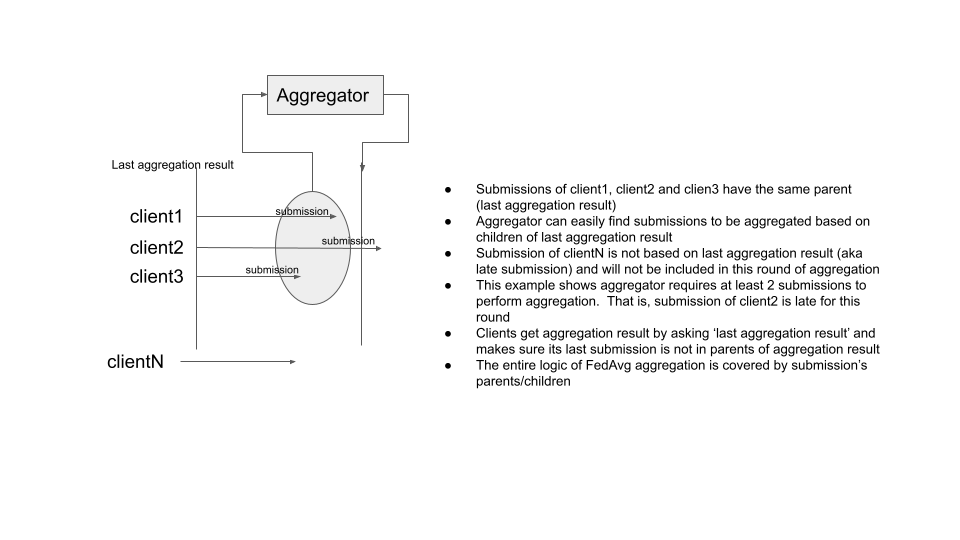 Aggregator
Last aggregation result
client1
submission
client2
submission
client3
submission
clientN
● Submissions of client1, client2 and clien3 have the same parent
(last aggregation result)
● Aggregator can easily find submissions to be aggregated based on
children of last aggregation result
● Submission of clientN is not based on last aggregation result (aka
late submission) and will not be included in this round of aggregation
● This example shows aggregator requires at least 2 submissions to
perform aggregation.  That is, submission of client2 is late for this
round
● Clients get aggregation result by asking ‘last aggregation result’ and
makes sure its last submission is not in parents of aggregation result
● The entire logic of FedAvg aggregation is covered by submission’s
parents/children